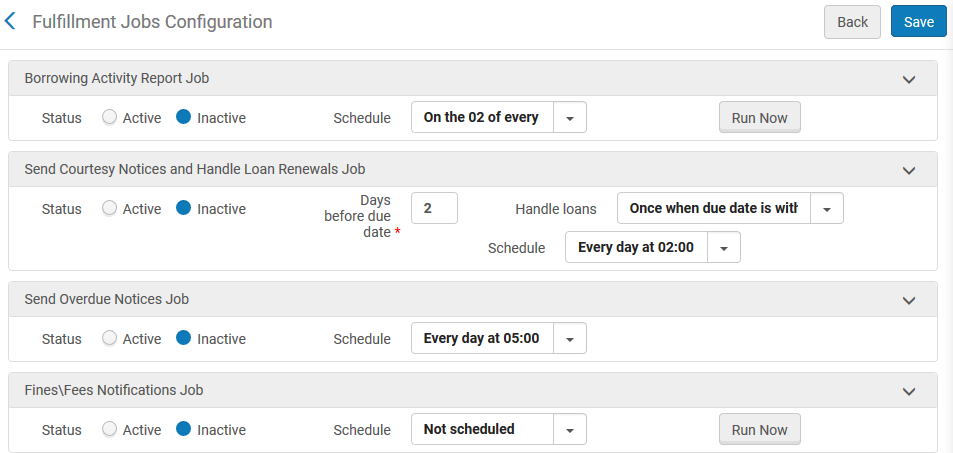 Fulfillment Jobs Configuration Back Save
Borrowing Activity Report Job
Status Active Inactive Schedule On the 02 of every Run Now
Send Courtesy Notices and Handle Loan Renewals Job
Status Active Inactive Days before due date * 2 Handle loans Once when due date is with
Schedule Every day at 02:00
Send Overdue Notices Job
Status Active Inactive Schedule Every day at 05:00
Fines\Fees Notifications Job
Status Active Inactive Schedule Not scheduled Run Now